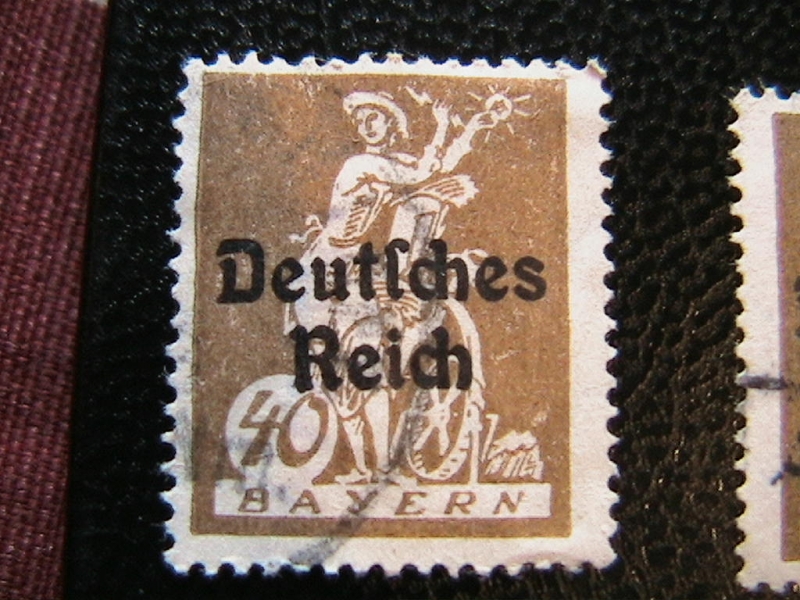 Deutſches
Reich
40
BAYERN